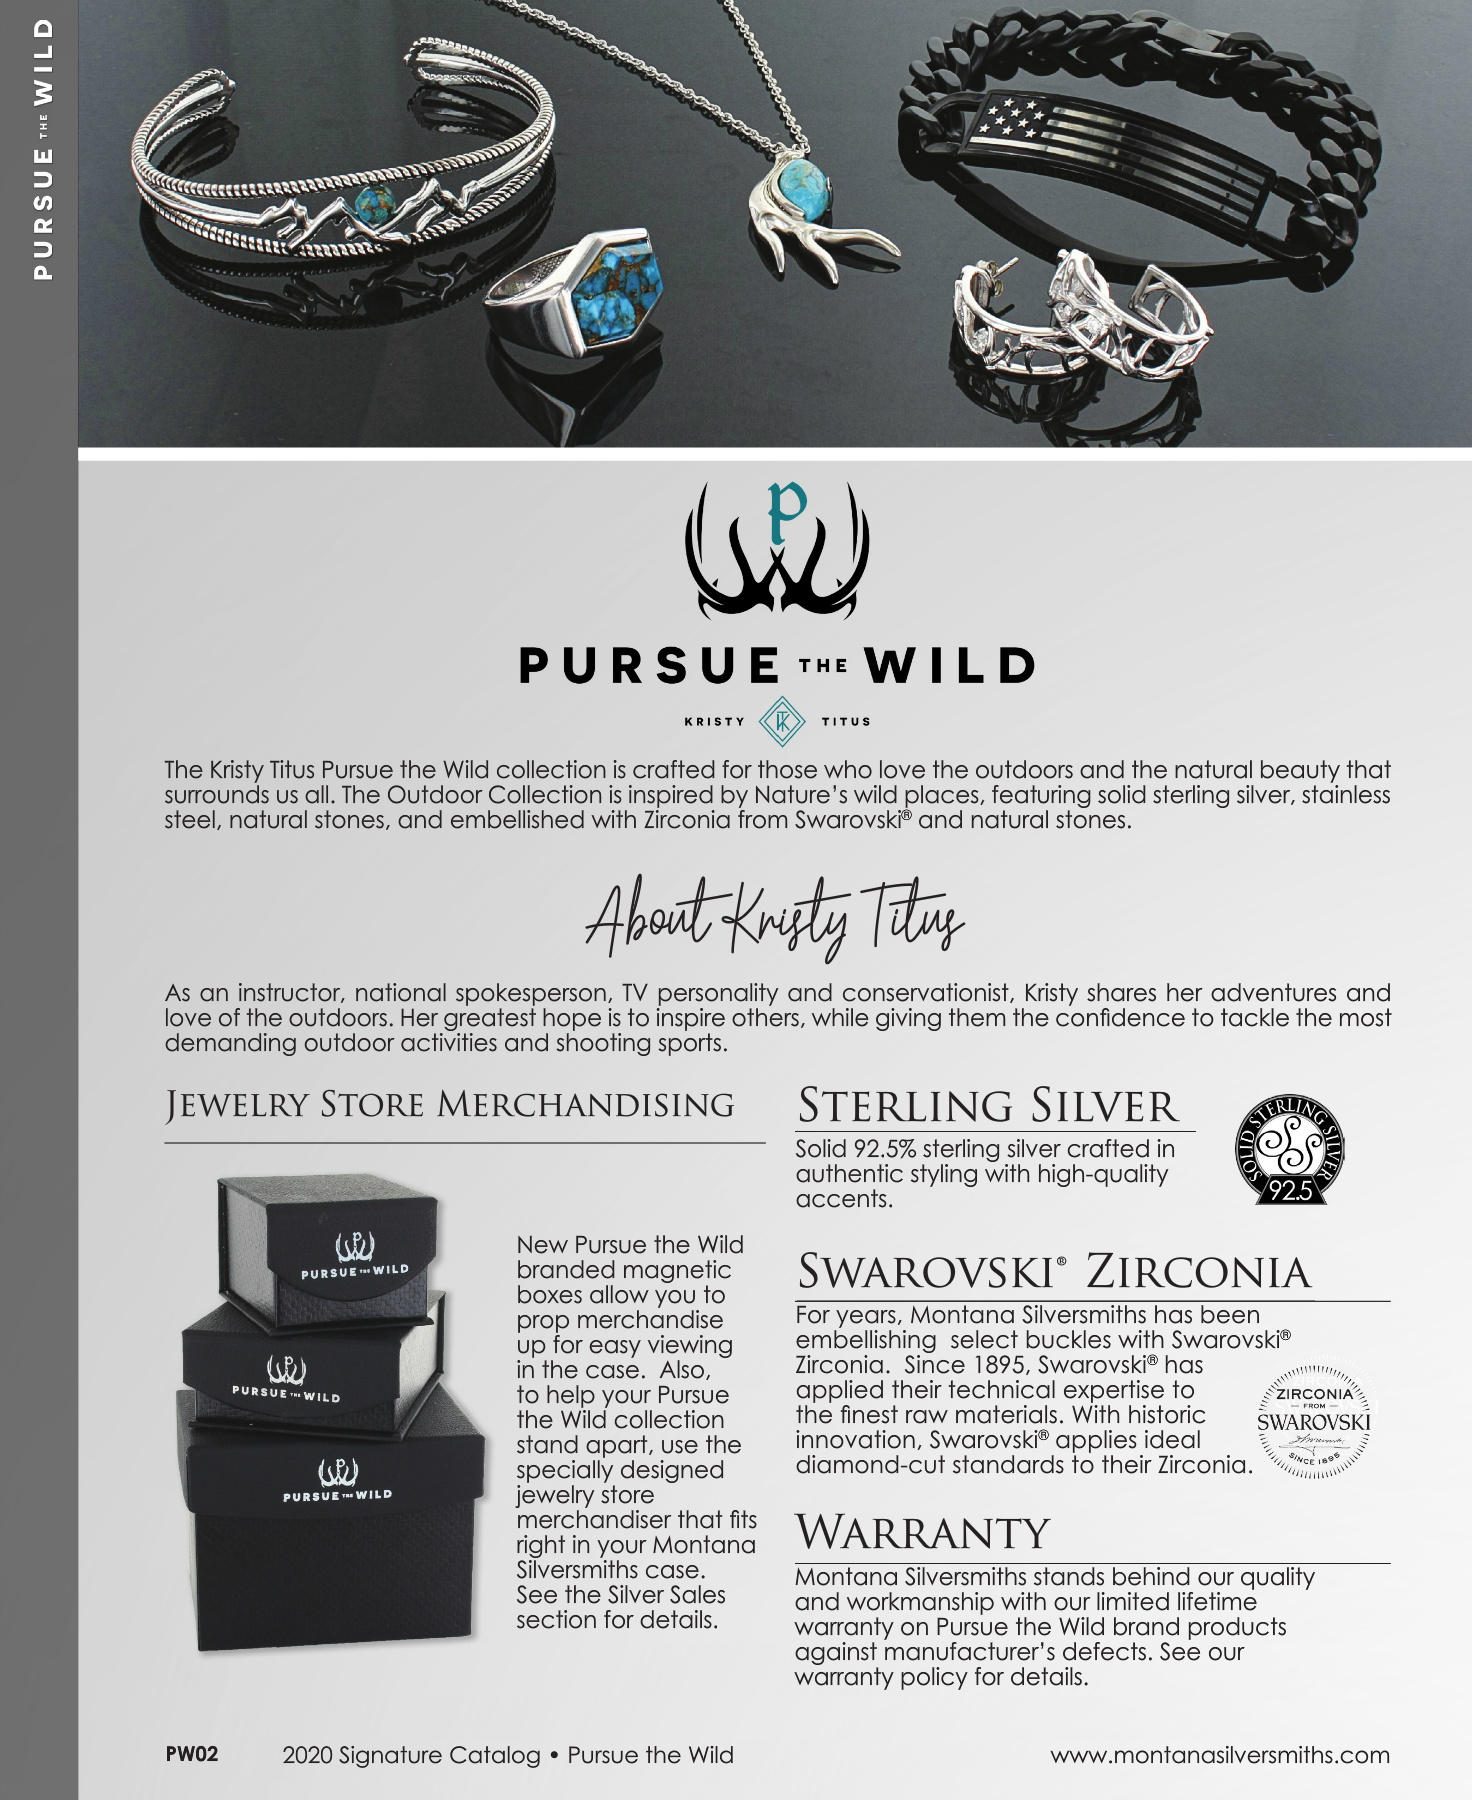 PURSUE THE WILD
P
PURSUE THE WILD
KRISTY KT TITUS
The Kristy Titus Pursue the Wild collection is crafted for those who love the outdoors and the natural beauty that
surrounds us all. The Outdoor Collection is inspired by Nature's wild places, featuring solid sterling silver, stainless
steel, natural stones, and embellished with Zirconia from Swarovski® and natural stones.
About Kristy Titus
As an instructor, national spokesperson, TV personality and conservationist, Kristy shares her adventures and
love of the outdoors. Her greatest hope is to inspire others, while giving them the confidence to tackle the most
demanding outdoor activities and shooting sports.
JEWELRY STORE MERCHANDISING
P
PURSUE THE WILD
P
PURSUE THE WILD
P
PURSUE THE WILD
New Pursue the Wild
branded magnetic
boxes allow you to
prop merchandise
up for easy viewing
in the case. Also,
to help your Pursue
the Wild collection
stand apart, use the
specially designed
jewelry store
merchandiser that fits
right in your Montana
Silversmiths case.
See the Silver Sales
section for details.
STERLING SILVER
Solid 92.5% sterling silver crafted in
authentic styling with high-quality
accents.
SOLID STERLING SILVER
92.5
SWAROVSKI® ZIRCONIA
For years, Montana Silversmiths has been
embellishing select buckles with Swarovski®
Zirconia. Since 1895, Swarovski® has
applied their technical expertise to
the finest raw materials. With historic
innovation, Swarovski® applies ideal
diamond-cut standards to their Zirconia.
ZIRCONIA
FROM
SWAROVSKI
SINCE 1895
WARRANTY
Montana Silversmiths stands behind our quality
and workmanship with our limited lifetime
warranty on Pursue the Wild brand products
against manufacturer's defects. See our
warranty policy for details.
PW02 2020 Signature Catalog • Pursue the Wild www.montanasilversmiths.com